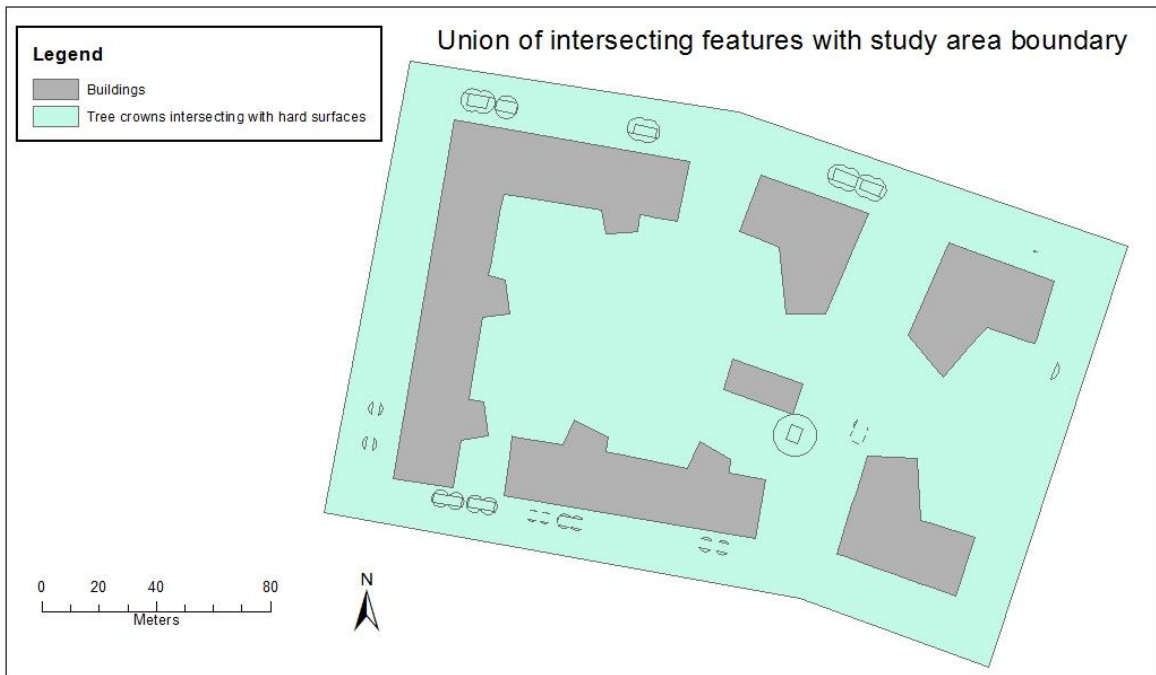 Union of intersecting features with study area boundary
Legend
Buildings
Tree crowns intersecting with hard surfaces
0 20 40 80
Meters
N